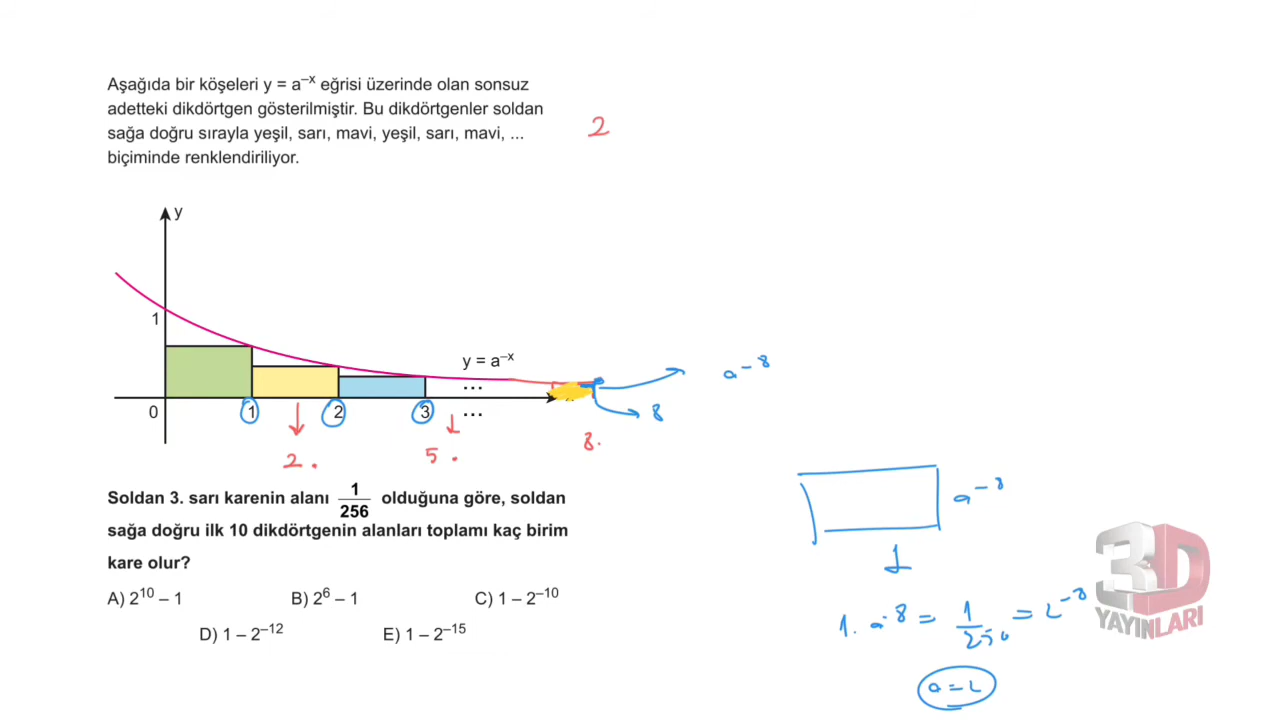 Aşağıda bir köşeleri y = a⁻ˣ eğrisi üzerinde olan sonsuz
adetteki dikdörtgen gösterilmiştir. Bu dikdörtgenler soldan
sağa doğru sırayla yeşil, sarı, mavi, yeşil, sarı, mavi, ...
biçiminde renklendiriliyor.
2
y
1
y = a⁻ˣ
...
a⁻⁸
0 1 2 3 ...
8
2. 5. 8.
a⁻⁸
1
Soldan 3. sarı karenin alanı 1/256 olduğuna göre, soldan
sağa doğru ilk 10 dikdörtgenin alanları toplamı kaç birim
kare olur?
A) 2¹⁰ – 1 B) 2⁶ – 1 C) 1 – 2⁻¹⁰
D) 1 – 2⁻¹² E) 1 – 2⁻¹⁵
1. a⁻⁸ = 1/256 = 2⁻⁸
a = 2
3D
YAYINLARI